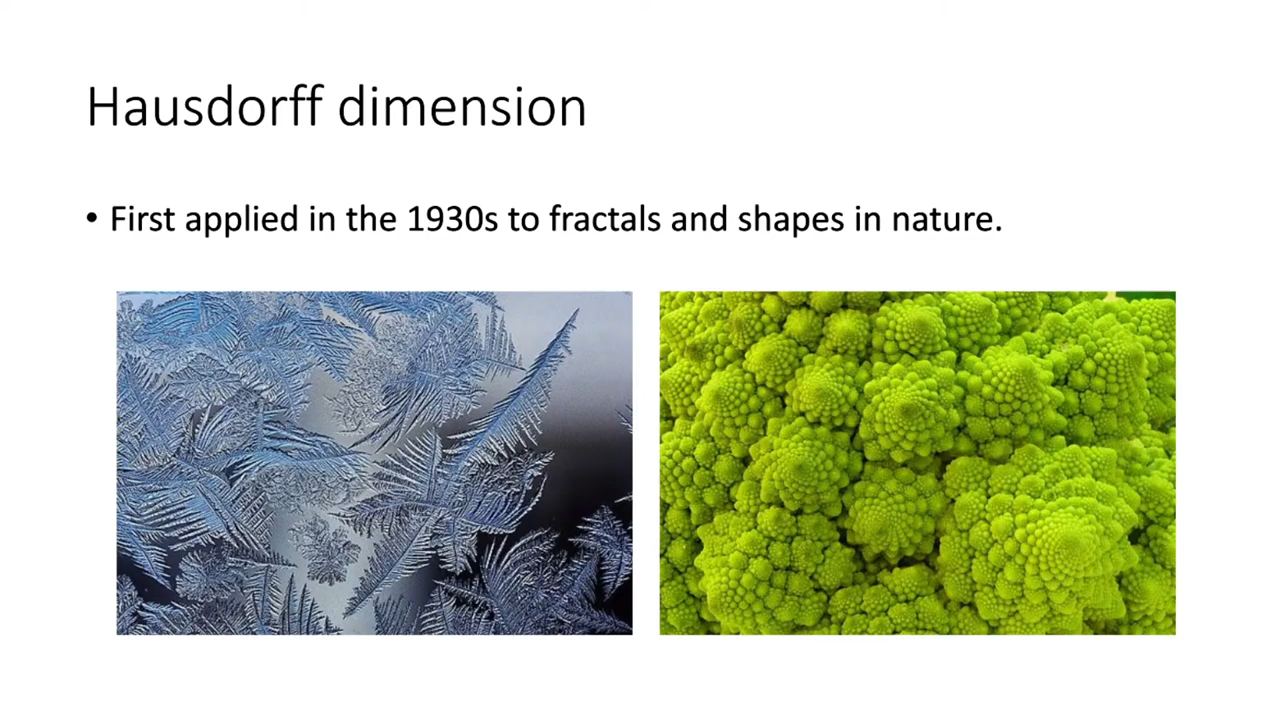 Hausdorff dimension
• First applied in the 1930s to fractals and shapes in nature.